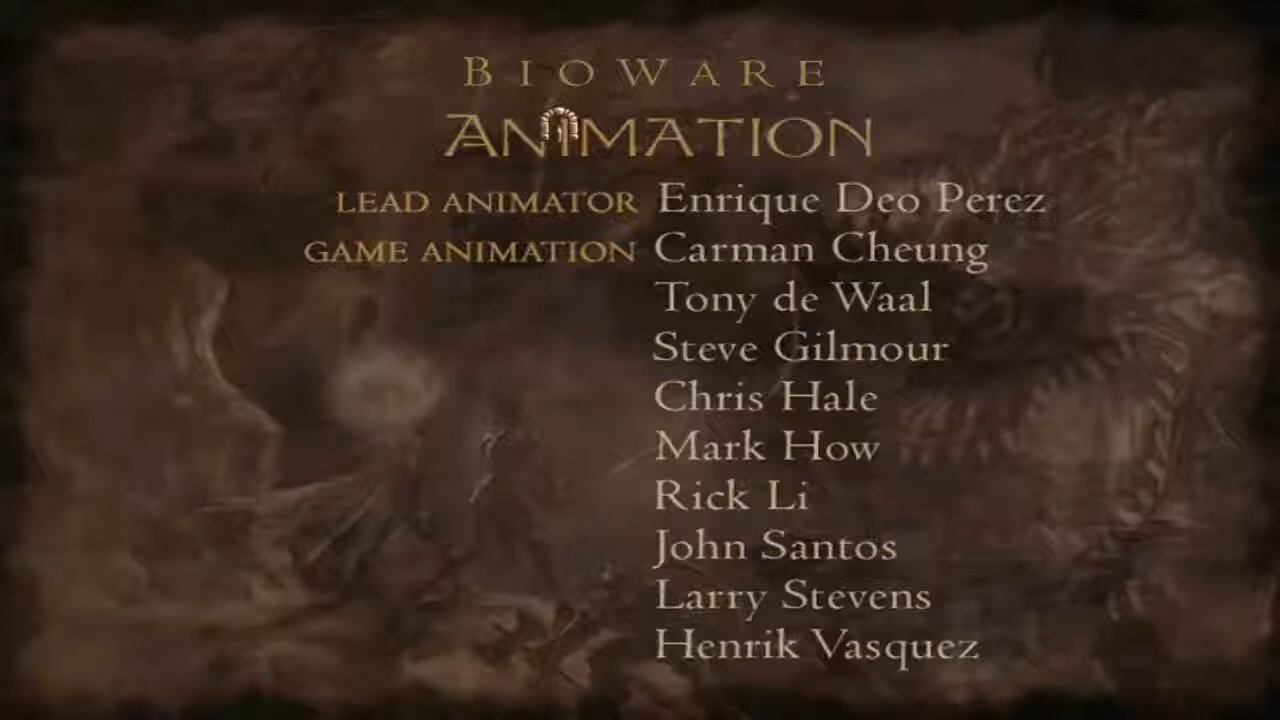 BIOWARE
ANIMATION
LEAD ANIMATOR Enrique Deo Perez
GAME ANIMATION Carman Cheung
Tony de Waal
Steve Gilmour
Chris Hale
Mark How
Rick Li
John Santos
Larry Stevens
Henrik Vasquez